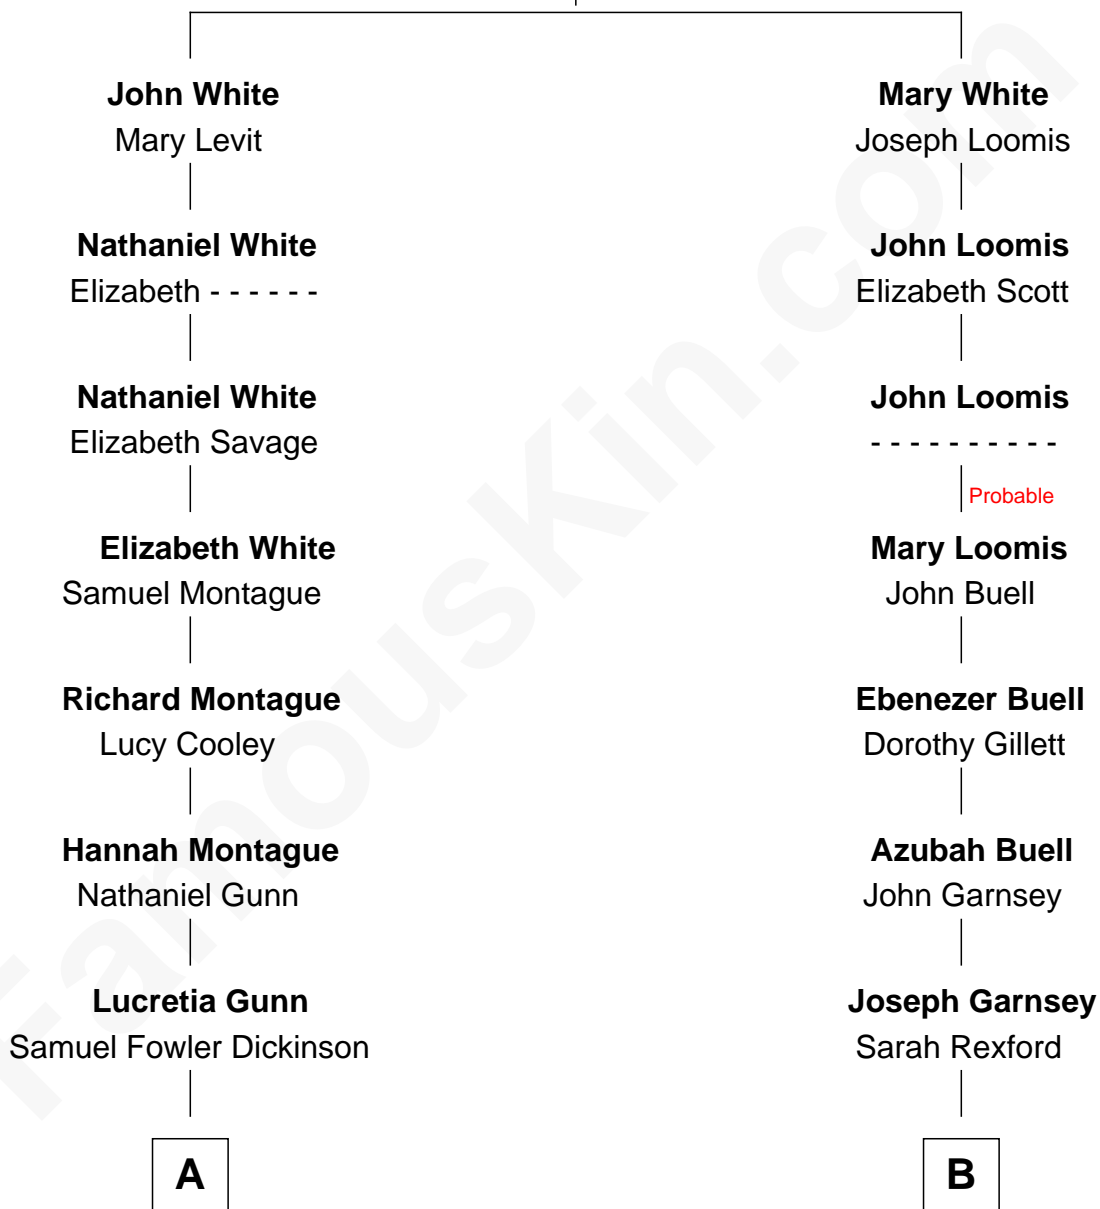 John White
Mary Levit
Nathaniel White
Elizabeth - - - - - -
Nathaniel White
Elizabeth Savage
Elizabeth White
Samuel Montague
Richard Montague
Lucy Cooley
Hannah Montague
Nathaniel Gunn
Lucretia Gunn
Samuel Fowler Dickinson
A
Mary White
Joseph Loomis
John Loomis
Elizabeth Scott
John Loomis
- - - - - - - - - -
Probable
Mary Loomis
John Buell
Ebenezer Buell
Dorothy Gillett
Azubah Buell
John Garnsey
Joseph Garnsey
Sarah Rexford
B
FamousKin.com